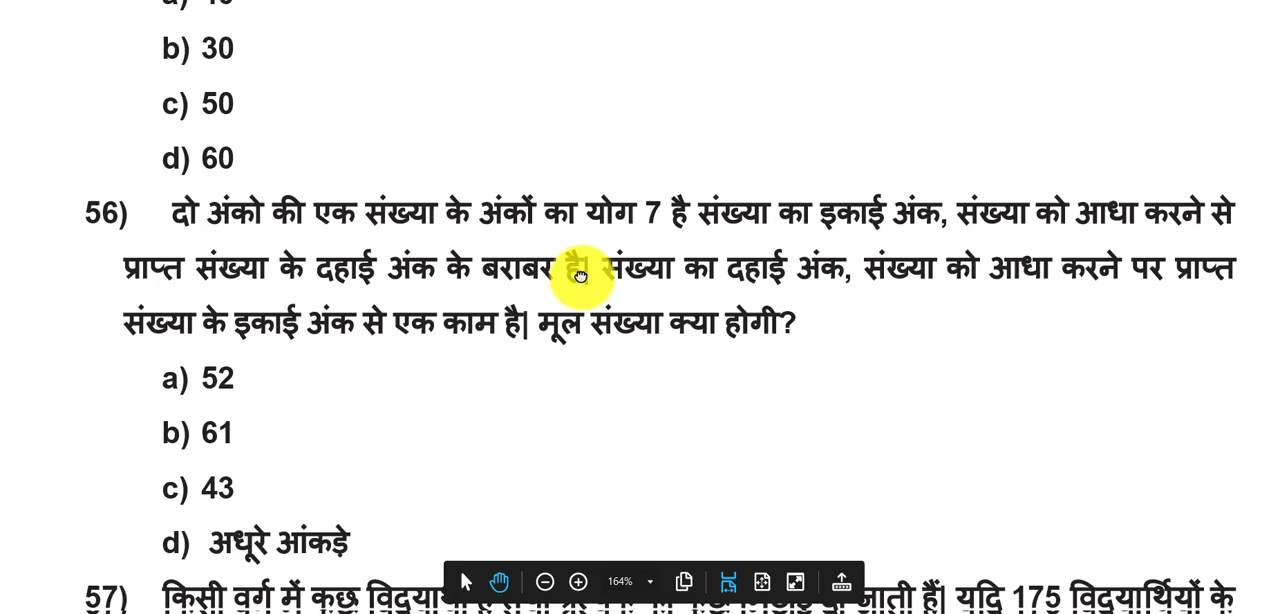 b) 30
c) 50
d) 60
56) दो अंको की एक संख्या के अंकों का योग 7 है संख्या का इकाई अंक, संख्या को आधा करने से
प्राप्त संख्या के दहाई अंक के बराबर है| संख्या का दहाई अंक, संख्या को आधा करने पर प्राप्त
संख्या के इकाई अंक से एक काम है| मूल संख्या क्या होगी?
a) 52
b) 61
c) 43
d) अधूरे आंकड़े
164%
57) किसी वर्ग में कुछ जाती हैं| यदि 175 विद्यार्थियों के